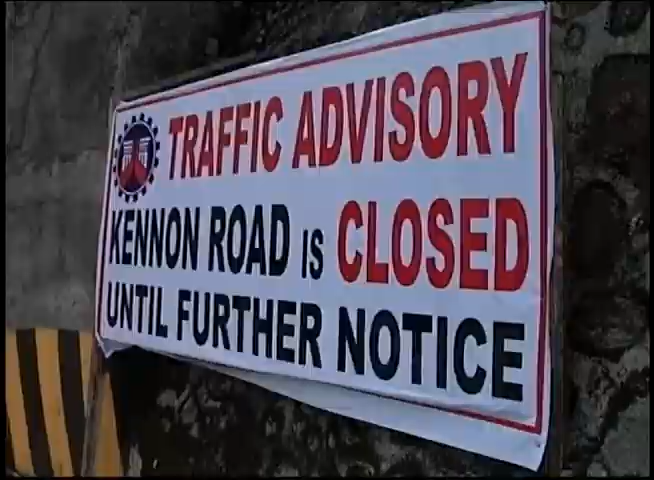 TRAFFIC ADVISORY
KENNON ROAD IS CLOSED
UNTIL FURTHER NOTICE